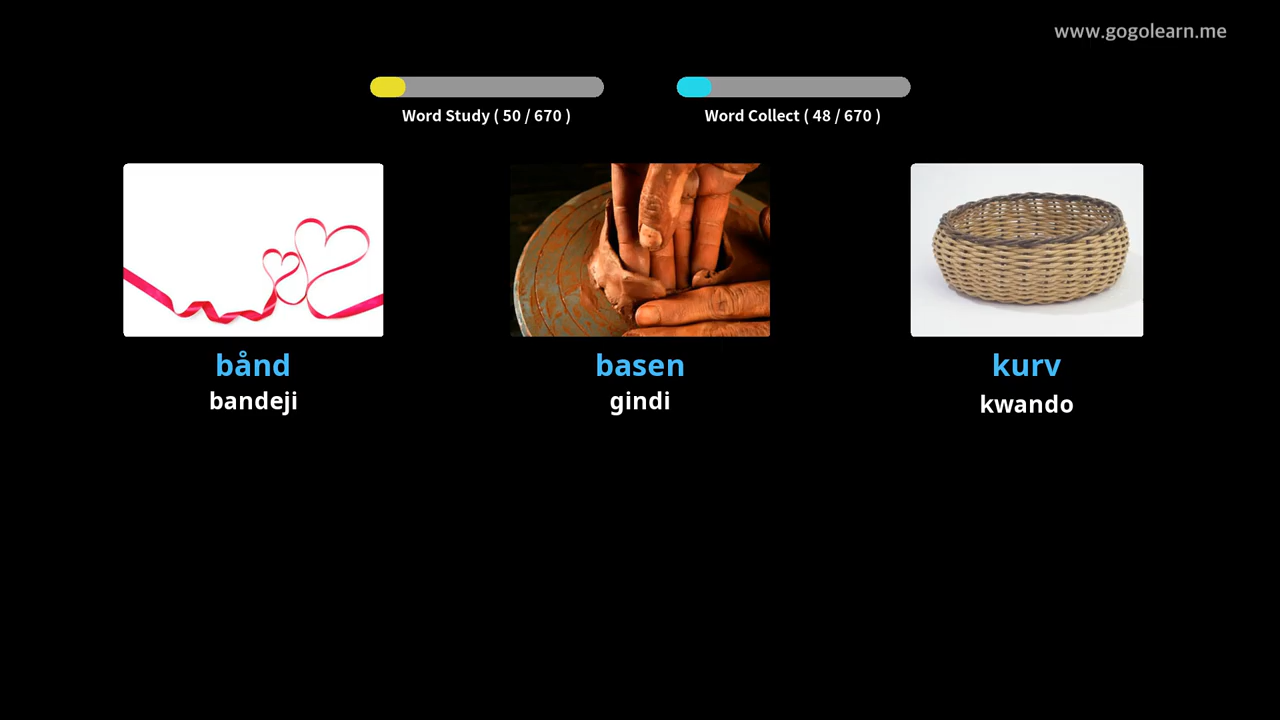 www.gogolearn.me
Word Study ( 50 / 670 )
Word Collect ( 48 / 670 )
bånd
bandeji
basen
gindi
kurv
kwando